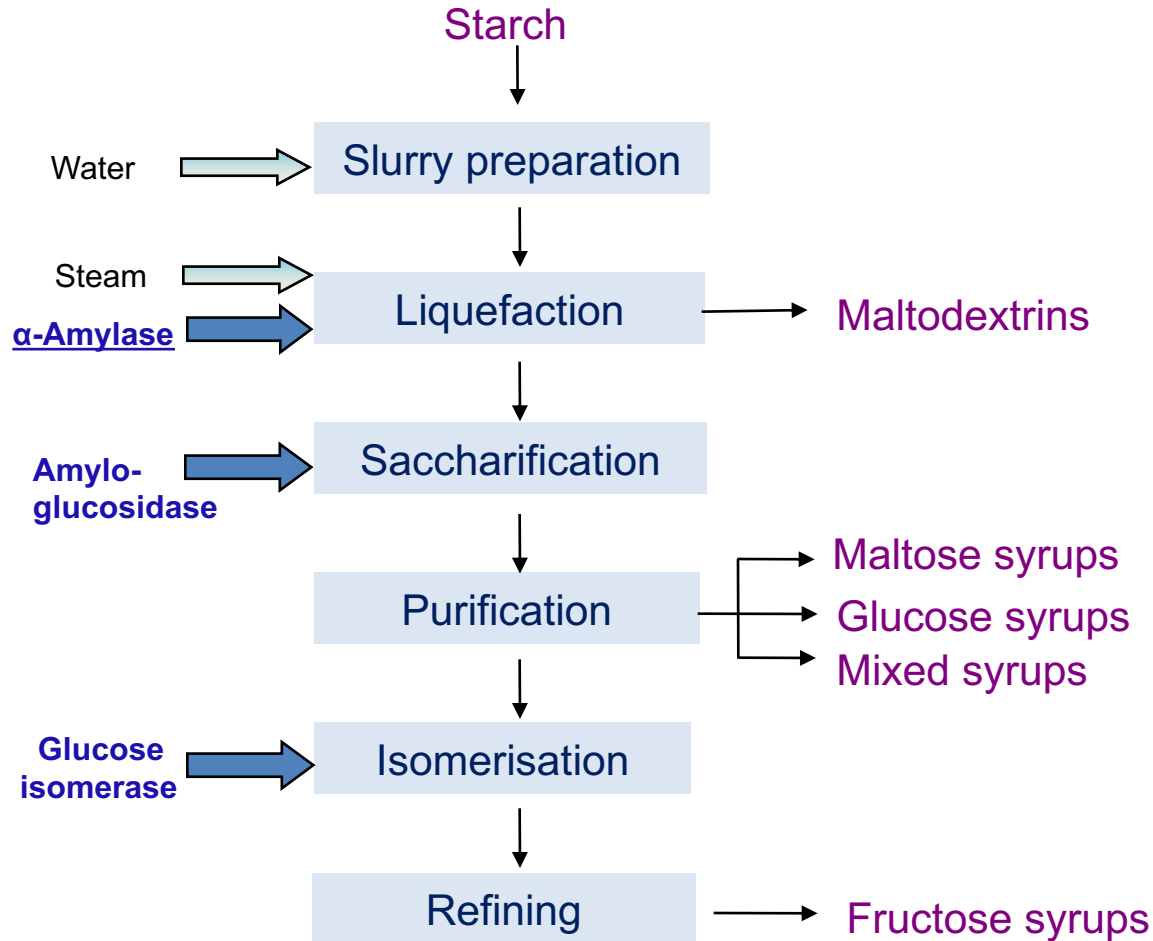 Starch
Water
Slurry preparation
Steam
α-Amylase
Liquefaction
Maltodextrins
Amylo-
glucosidase
Saccharification
Purification
Maltose syrups
Glucose syrups
Mixed syrups
Glucose
isomerase
Isomerisation
Refining
Fructose syrups